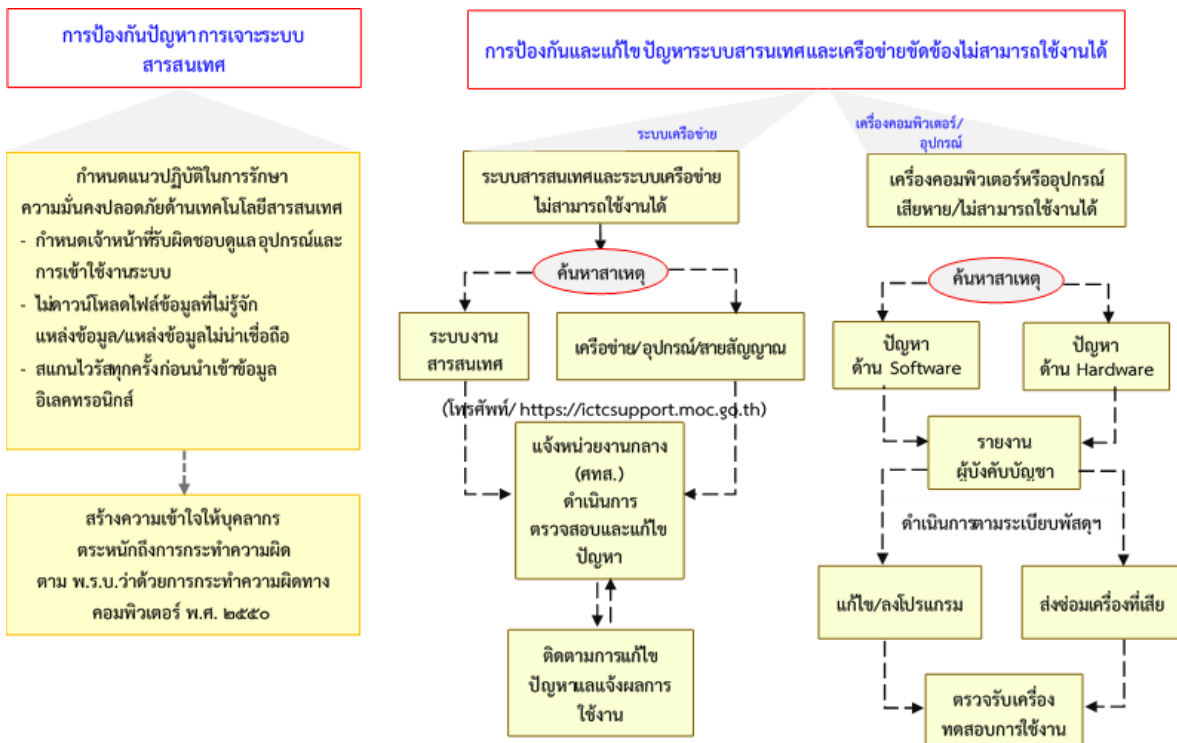 การป้องกันปัญหาการเจาะระบบ
สารสนเทศ
กำหนดแนวปฏิบัติในการรักษา
ความมั่นคงปลอดภัยด้านเทคโนโลยีสารสนเทศ
- กำหนดเจ้าหน้าที่รับผิดชอบดูแล อุปกรณ์และ
การเข้าใช้งานระบบ
- ไม่ดาวน์โหลดไฟล์ข้อมูลที่ไม่รู้จัก
แหล่งข้อมูล/แหล่งข้อมูลไม่น่าเชื่อถือ
- สแกนไวรัสทุกครั้งก่อนนำเข้าข้อมูล
อิเลคทรอนิกส์
สร้างความเข้าใจให้บุคลากร
ตระหนักถึงการกระทำความผิด
ตาม พ.ร.บ.ว่าด้วยการกระทำความผิดทาง
คอมพิวเตอร์ พ.ศ. ๒๕๕๐
การป้องกันและแก้ไข ปัญหาระบบสารนเทศและเครือข่ายขัดข้องไม่สามารถใช้งานได้
ระบบเครือข่าย
ระบบสารสนเทศและระบบเครือข่าย
ไม่สามารถใช้งานได้
ค้นหาสาเหตุ
ระบบงาน
สารสนเทศ
เครือข่าย/อุปกรณ์/สายสัญญาณ
(โทรศัพท์/ https://ictcsupport.moc.go.th)
แจ้งหน่วยงานกลาง
(ศทส.)
ดำเนินการ
ตรวจสอบและแก้ไข
ปัญหา
ติดตามการแก้ไข
ปัญหาแลแจ้งผลการ
ใช้งาน
เครื่องคอมพิวเตอร์/
อุปกรณ์
เครื่องคอมพิวเตอร์หรืออุปกรณ์
เสียหาย/ไม่สามารถใช้งานได้
ค้นหาสาเหตุ
ปัญหา
ด้าน Software
ปัญหา
ด้าน Hardware
รายงาน
ผู้บังคับบัญชา
ดำเนินการตามระเบียบพัสดุฯ
แก้ไข/ลงโปรแกรม
ส่งซ่อมเครื่องที่เสีย
ตรวจรับเครื่อง
ทดสอบการใช้งาน